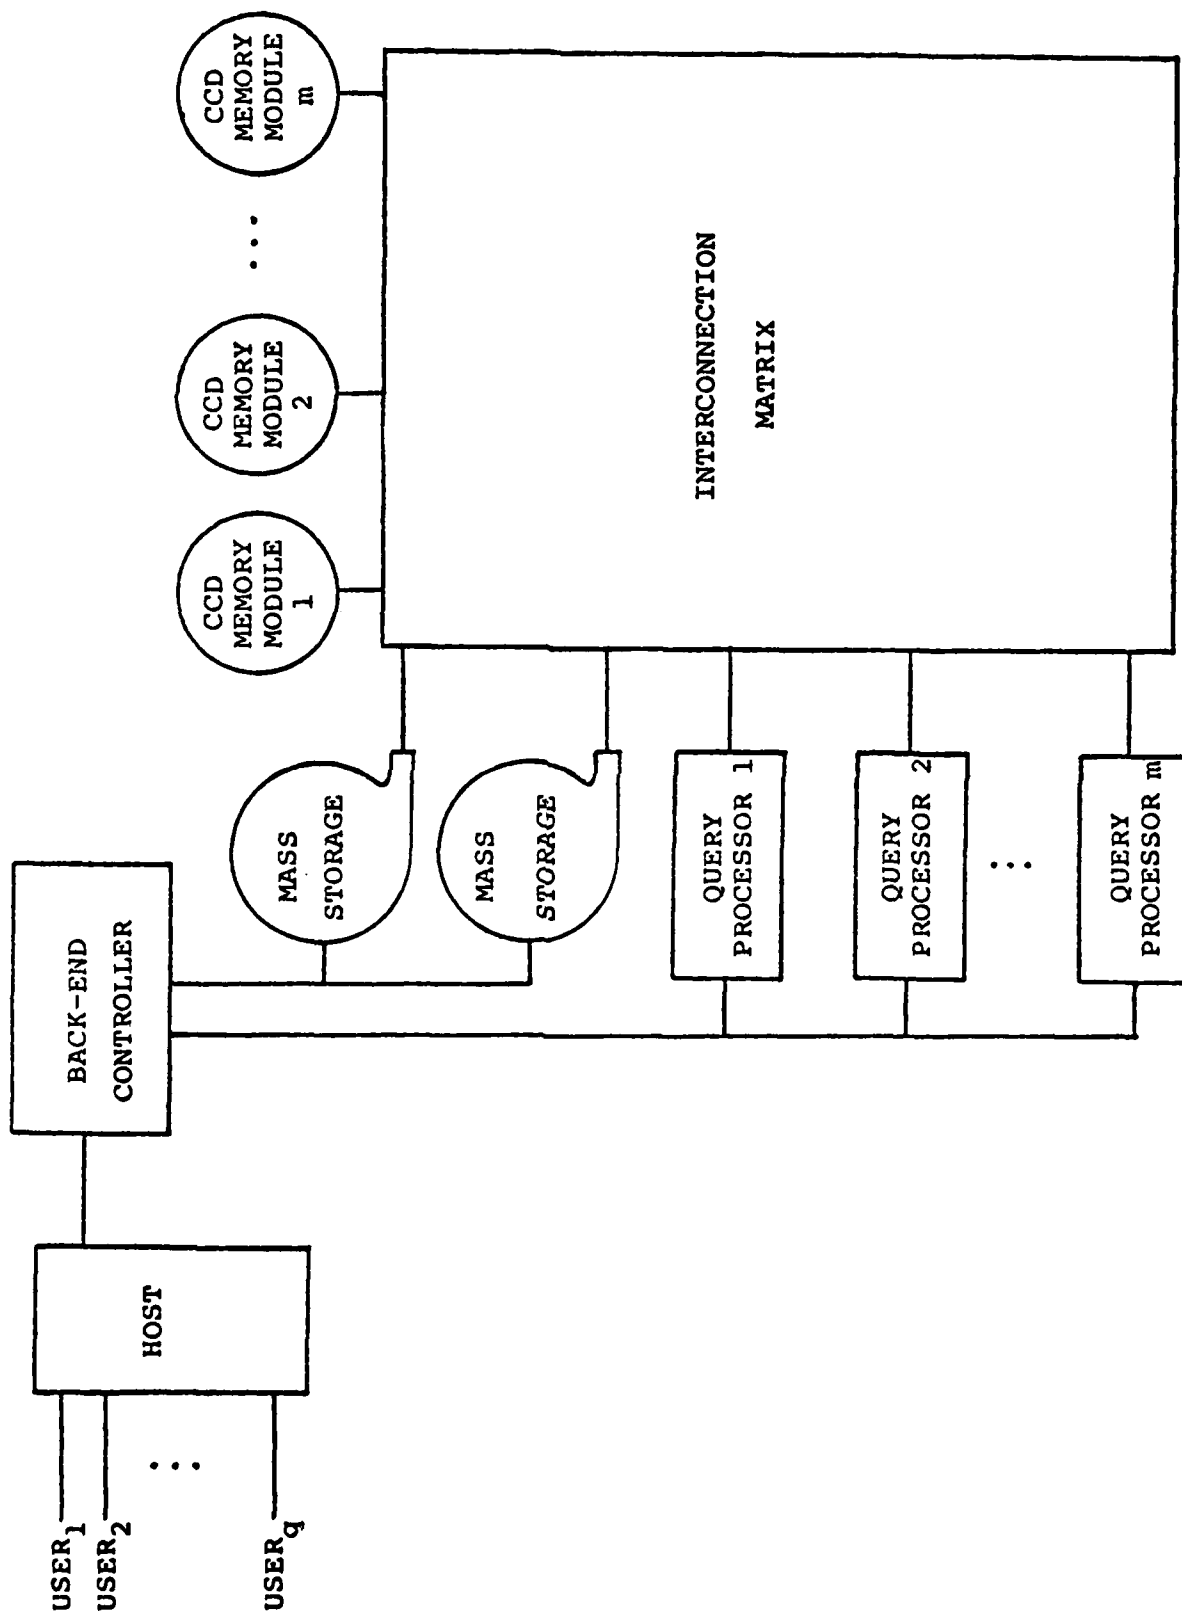 USER1
USER2
...
USERq
HOST
BACK-END
CONTROLLER
MASS
STORAGE
MASS
STORAGE
QUERY
PROCESSOR 1
QUERY
PROCESSOR 2
...
QUERY
PROCESSOR m
CCD
MEMORY
MODULE
1
CCD
MEMORY
MODULE
2
...
CCD
MEMORY
MODULE
m
INTERCONNECTION
MATRIX